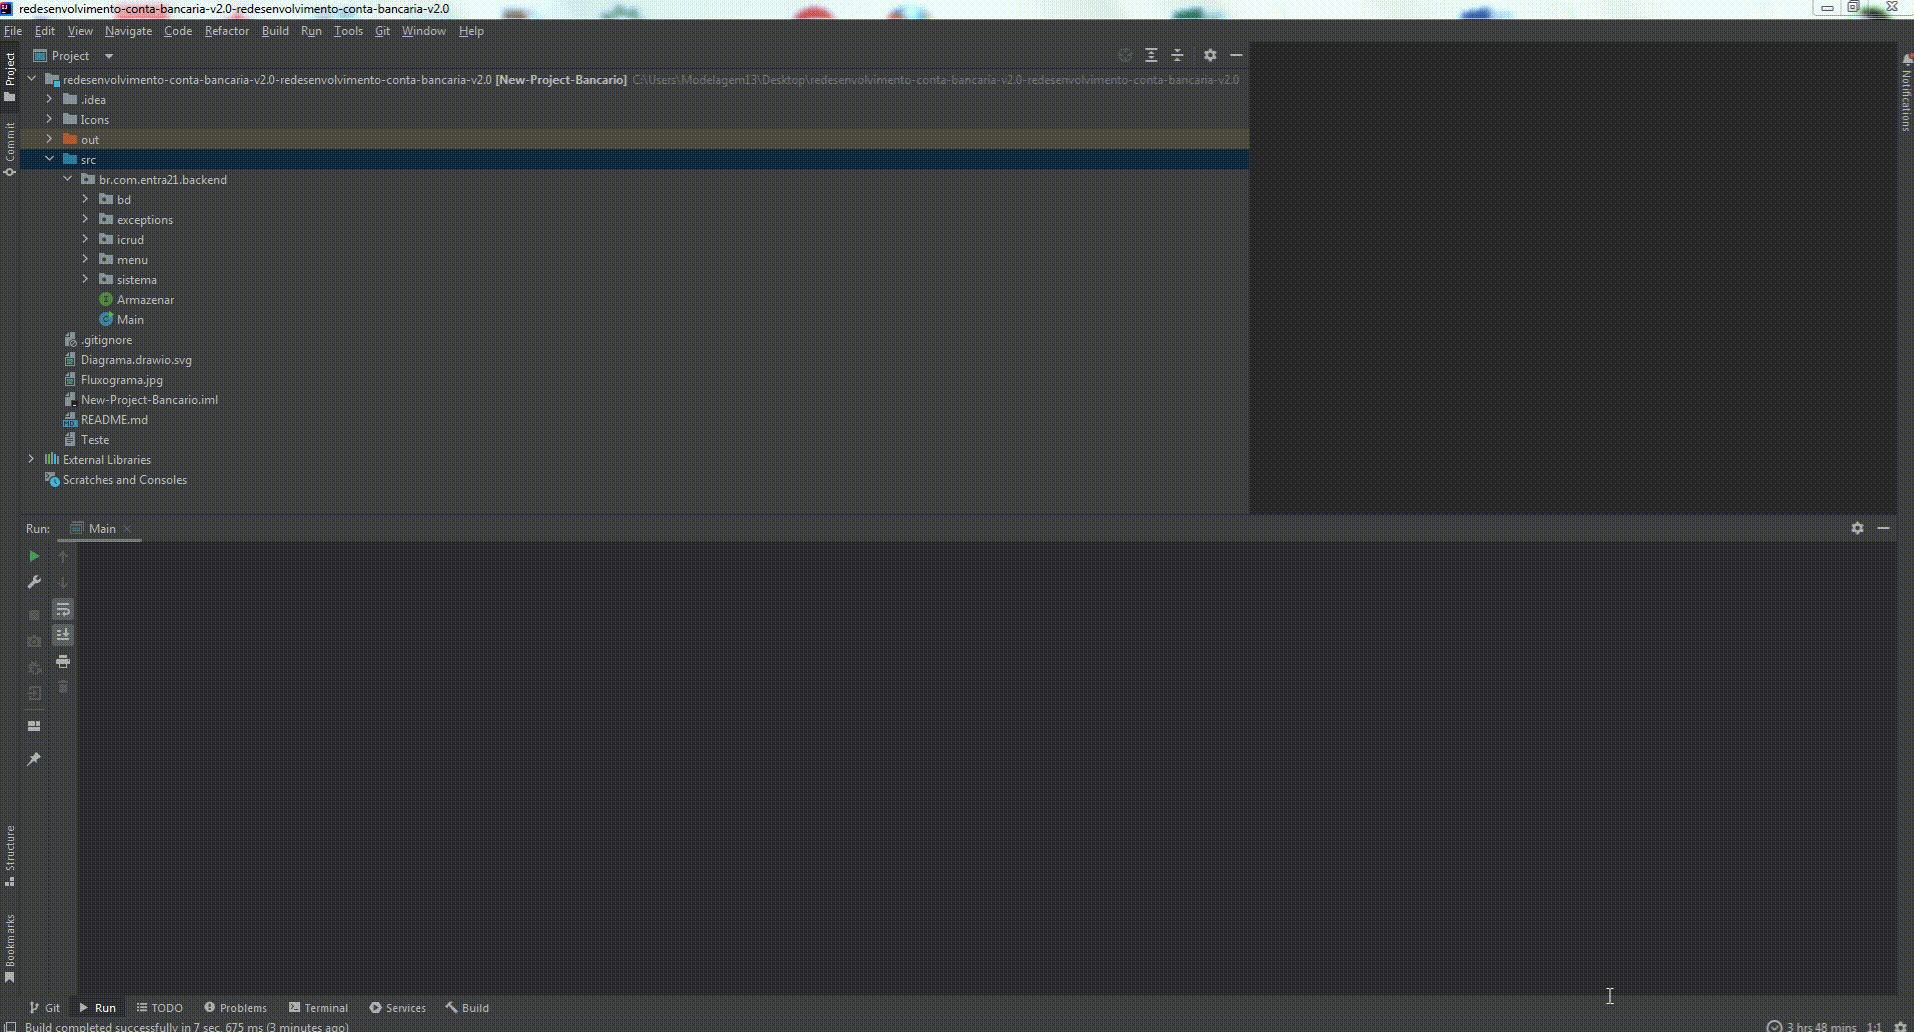 redesenvolvimento-conta-bancaria-v2.0-redesenvolvimento-conta-bancaria-v2.0
File Edit View Navigate Code Refactor Build Run Tools Git Window Help
Project
Project
redesenvolvimento-conta-bancaria-v2.0-redesenvolvimento-conta-bancaria-v2.0 [New-Project-Bancario] C:\Users\Modelagem13\Desktop\redesenvolvimento-conta-bancaria-v2.0-redesenvolvimento-conta-bancaria-v2.0
Notifications
.idea
Icons
Commit
out
src
br.com.entra21.backend
bd
exceptions
icrud
menu
sistema
Armazenar
Main
.gitignore
Diagrama.drawio.svg
Fluxograma.jpg
New-Project-Bancario.iml
README.md
Teste
External Libraries
Scratches and Consoles
Run: Main
Structure
Bookmarks
Git Run TODO Problems Terminal Services Build
Build completed successfully in 7 sec, 675 ms (3 minutes ago) 3 hrs 48 mins 1:1